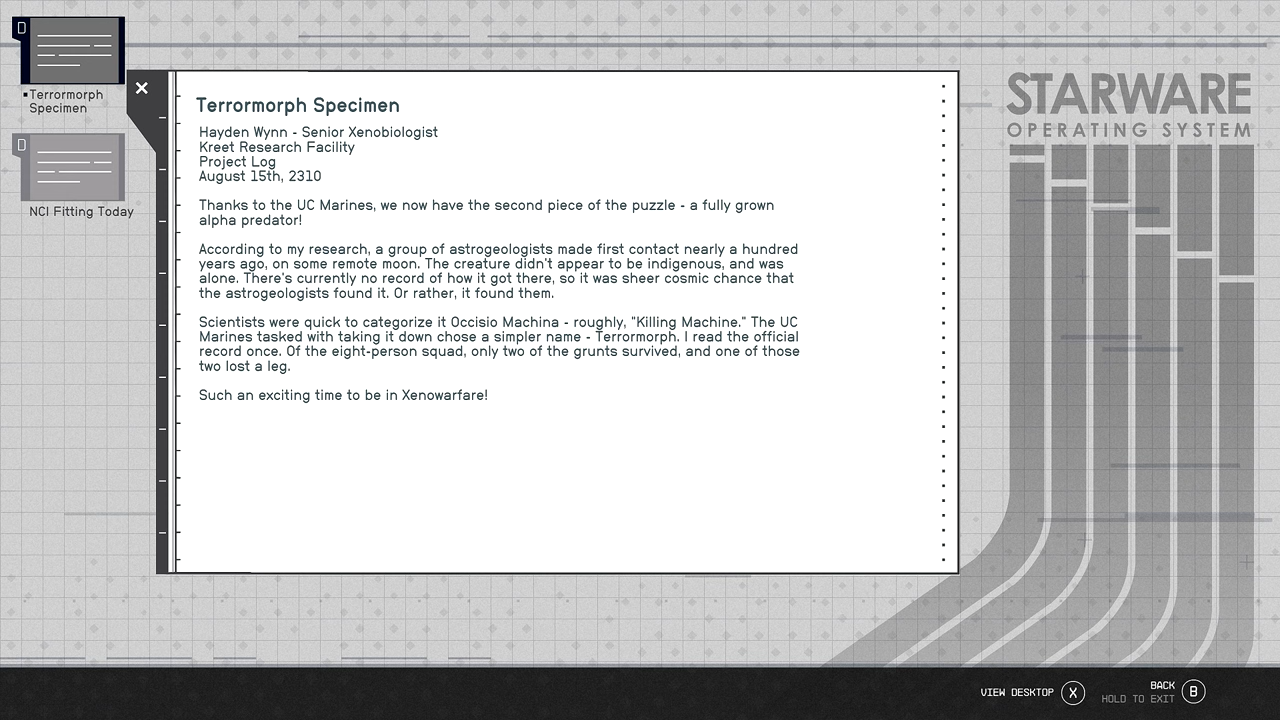 D
▪Terrormorph
Specimen
D
NCI Fitting Today
×
Terrormorph Specimen
Hayden Wynn - Senior Xenobiologist
Kreet Research Facility
Project Log
August 15th, 2310
Thanks to the UC Marines, we now have the second piece of the puzzle - a fully grown
alpha predator!
According to my research, a group of astrogeologists made first contact nearly a hundred
years ago, on some remote moon. The creature didn't appear to be indigenous, and was
alone. There's currently no record of how it got there, so it was sheer cosmic chance that
the astrogeologists found it. Or rather, it found them.
Scientists were quick to categorize it Occisio Machina - roughly, "Killing Machine." The UC
Marines tasked with taking it down chose a simpler name - Terrormorph. I read the official
record once. Of the eight-person squad, only two of the grunts survived, and one of those
two lost a leg.
Such an exciting time to be in Xenowarfare!
STARWARE
OPERATING SYSTEM
VIEW DESKTOP X
BACK B
HOLD TO EXIT